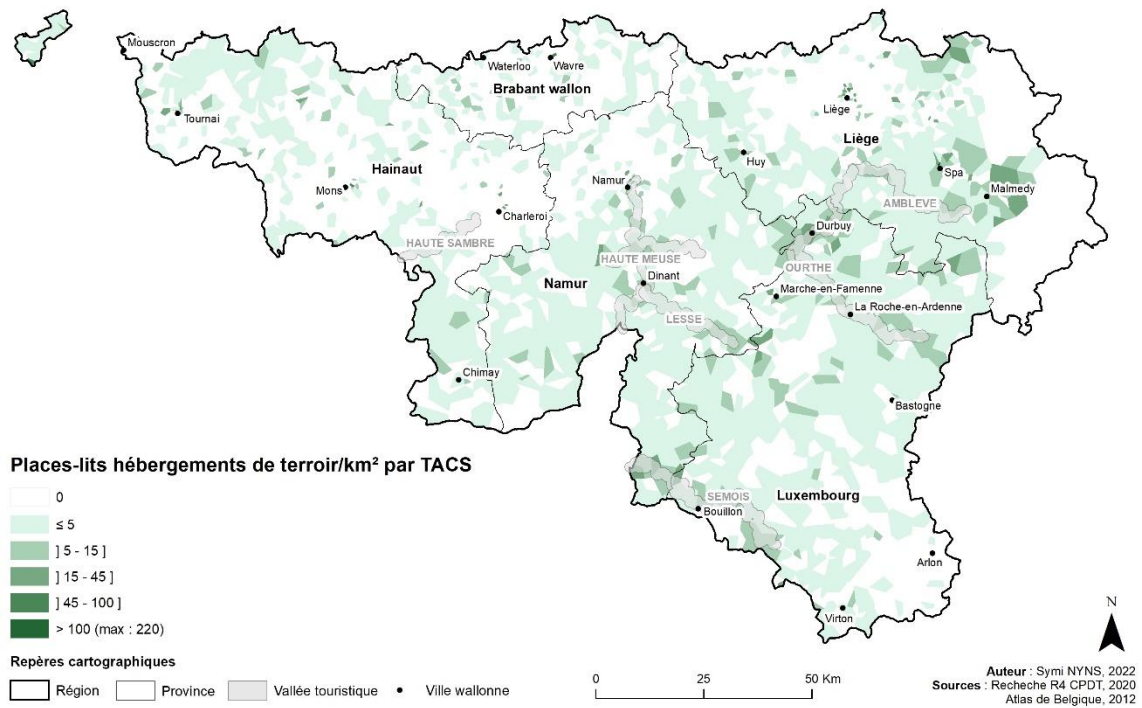 Mouscron
Waterloo
Wavre
Brabant wallon
Tournai
Liège
Liège
Hainaut
Huy
Spa
Mons
Namur
Malmedy
Charleroi
AMBLEVE
Durbuy
HAUTE SAMBRE
HAUTE MEUSE
OURTHE
Dinant
Namur
Marche-en-Famenne
LESSE
La Roche-en-Ardenne
Chimay
Bastogne
Places-lits hébergements de terroir/km² par TACS
0
≤ 5
] 5 - 15 ]
] 15 - 45 ]
] 45 - 100 ]
> 100 (max : 220)
SEMOIS
Luxembourg
Bouillon
Arlon
Virton
N
Repères cartographiques
Région Province Vallée touristique Ville wallonne
0 25 50 Km
Auteur : Symi NYNS, 2022
Sources : Recheche R4 CPDT, 2020
Atlas de Belgique, 2012